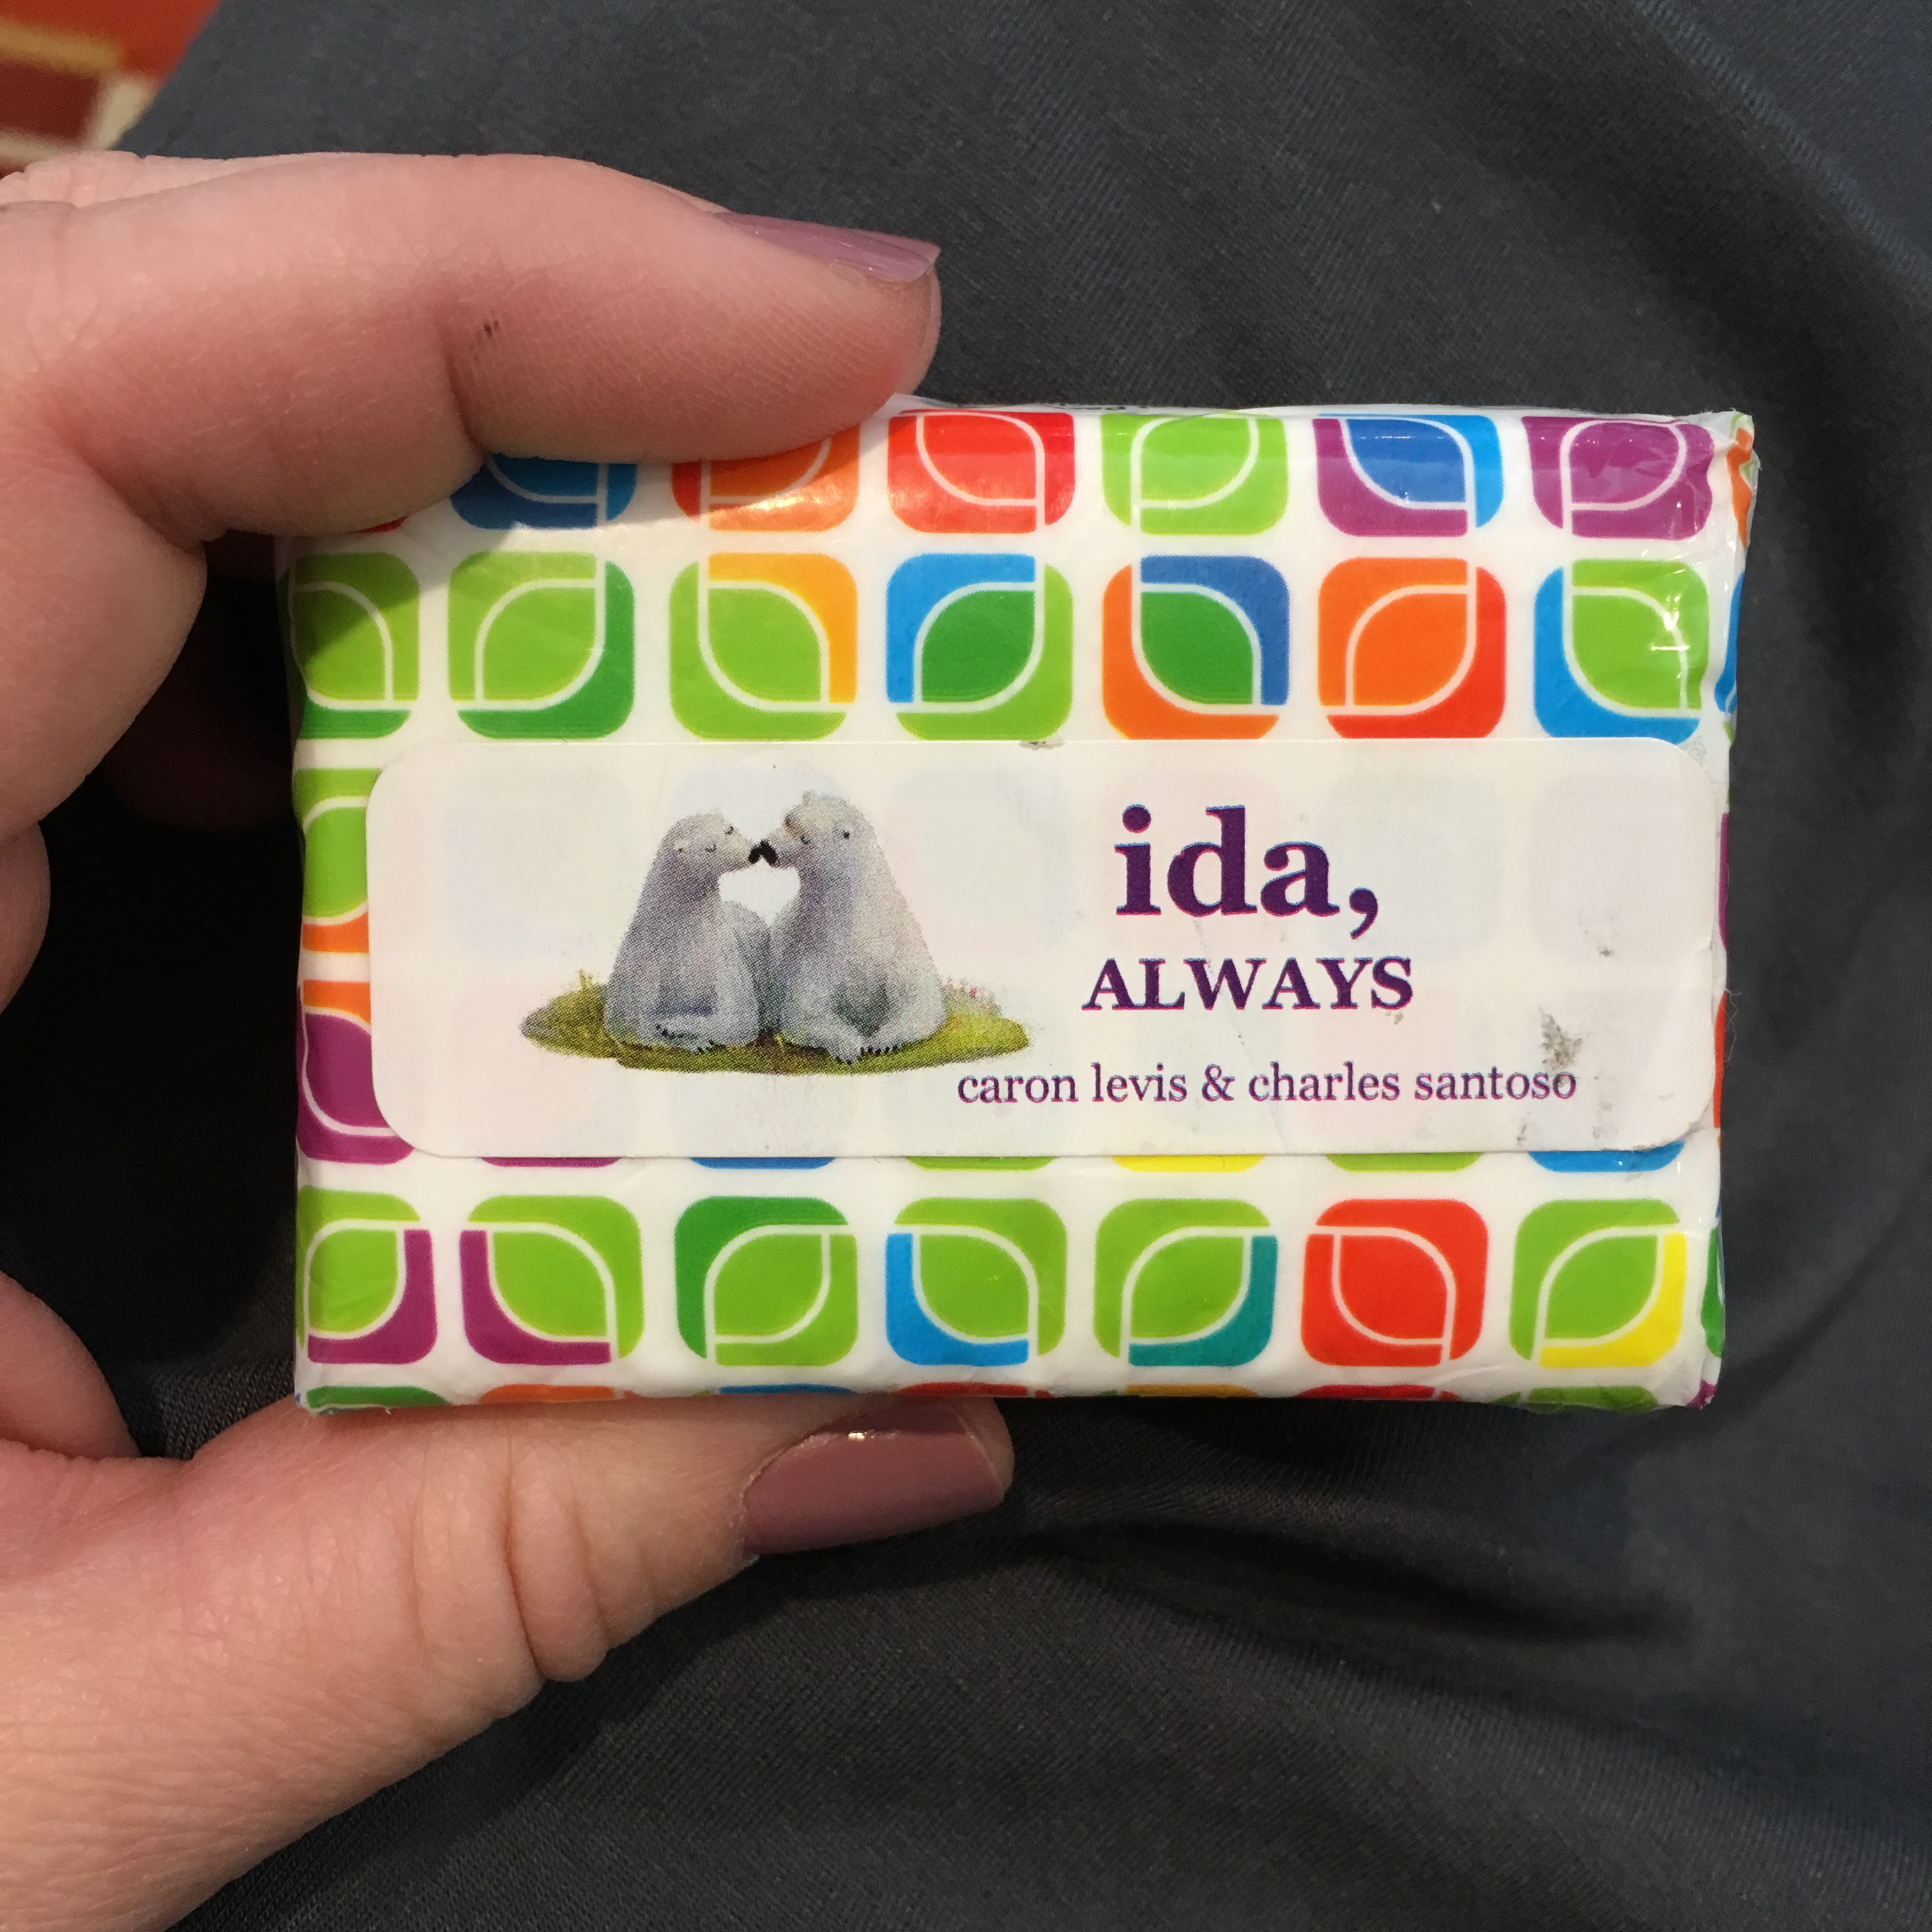 ida,
ALWAYS
caron levis & charles santoso